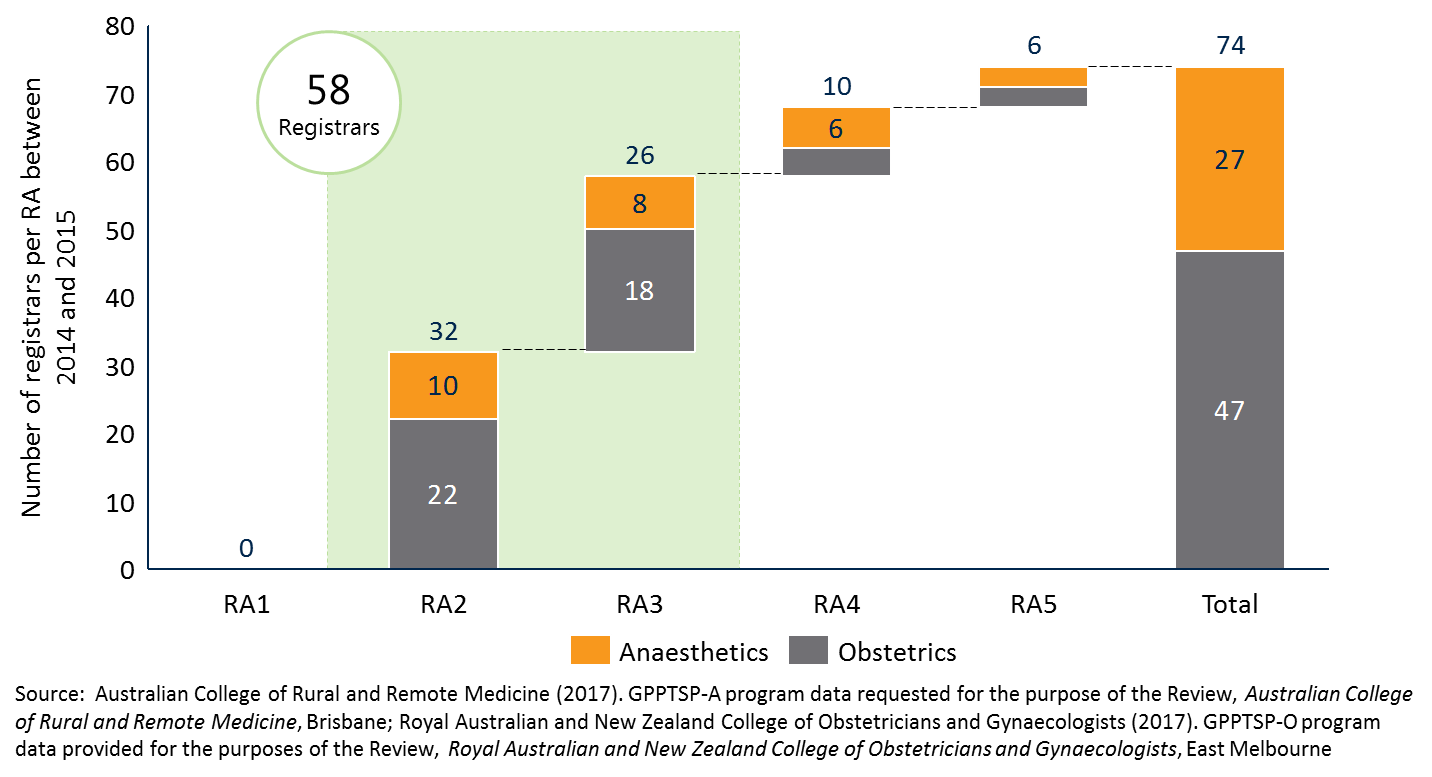 80
70
60
50
40
30
20
10
0
Number of registrars per RA between
2014 and 2015
58
Registrars
0
32
10
22
26
8
18
10
6
6
74
27
47
RA1
RA2
RA3
RA4
RA5
Total
Anaesthetics
Obstetrics
Source: Australian College of Rural and Remote Medicine (2017). GPPTSP-A program data requested for the purpose of the Review, Australian College
of Rural and Remote Medicine, Brisbane; Royal Australian and New Zealand College of Obstetricians and Gynaecologists (2017). GPPTSP-O program
data provided for the purposes of the Review, Royal Australian and New Zealand College of Obstetricians and Gynaecologists, East Melbourne